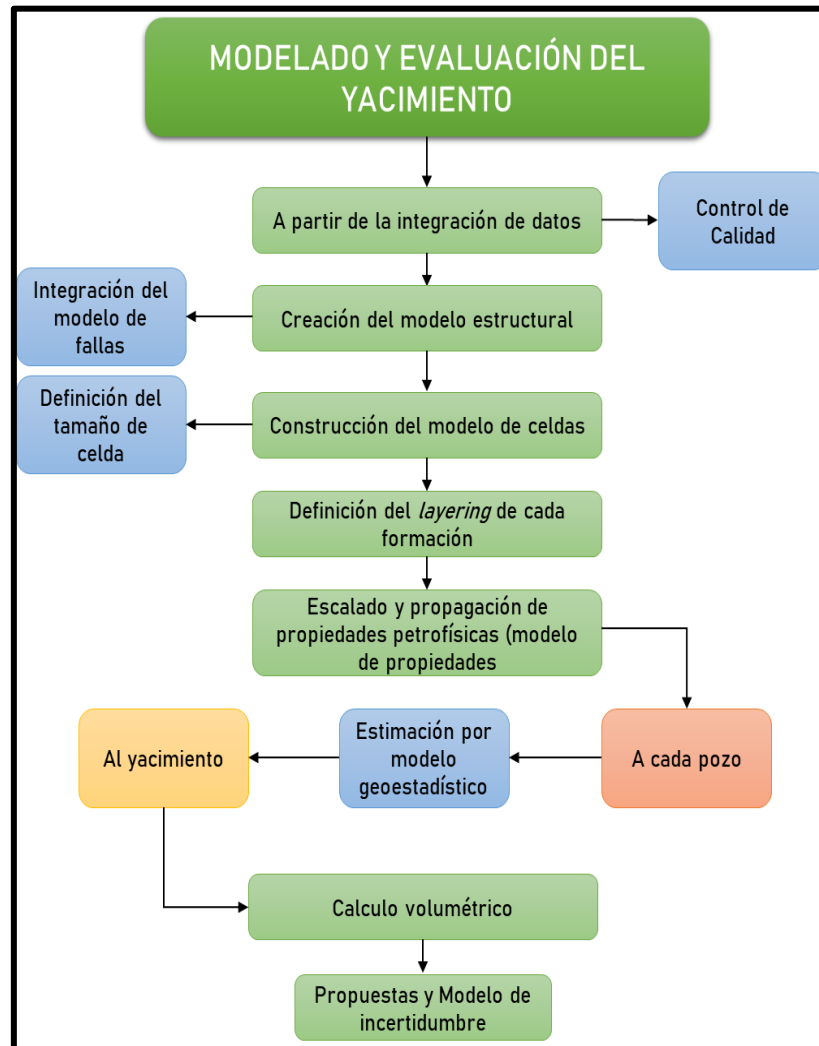 MODELADO Y EVALUACIÓN DEL
YACIMIENTO
A partir de la integración de datos
Control de
Calidad
Integración del
modelo de
fallas
Creación del modelo estructural
Definición del
tamaño de
celda
Construcción del modelo de celdas
Definición del layering de cada
formación
Escalado y propagación de
propiedades petrofísicas (modelo
de propiedades
Al yacimiento
Estimación por
modelo
geoestadístico
A cada pozo
Calculo volumétrico
Propuestas y Modelo de
incertidumbre